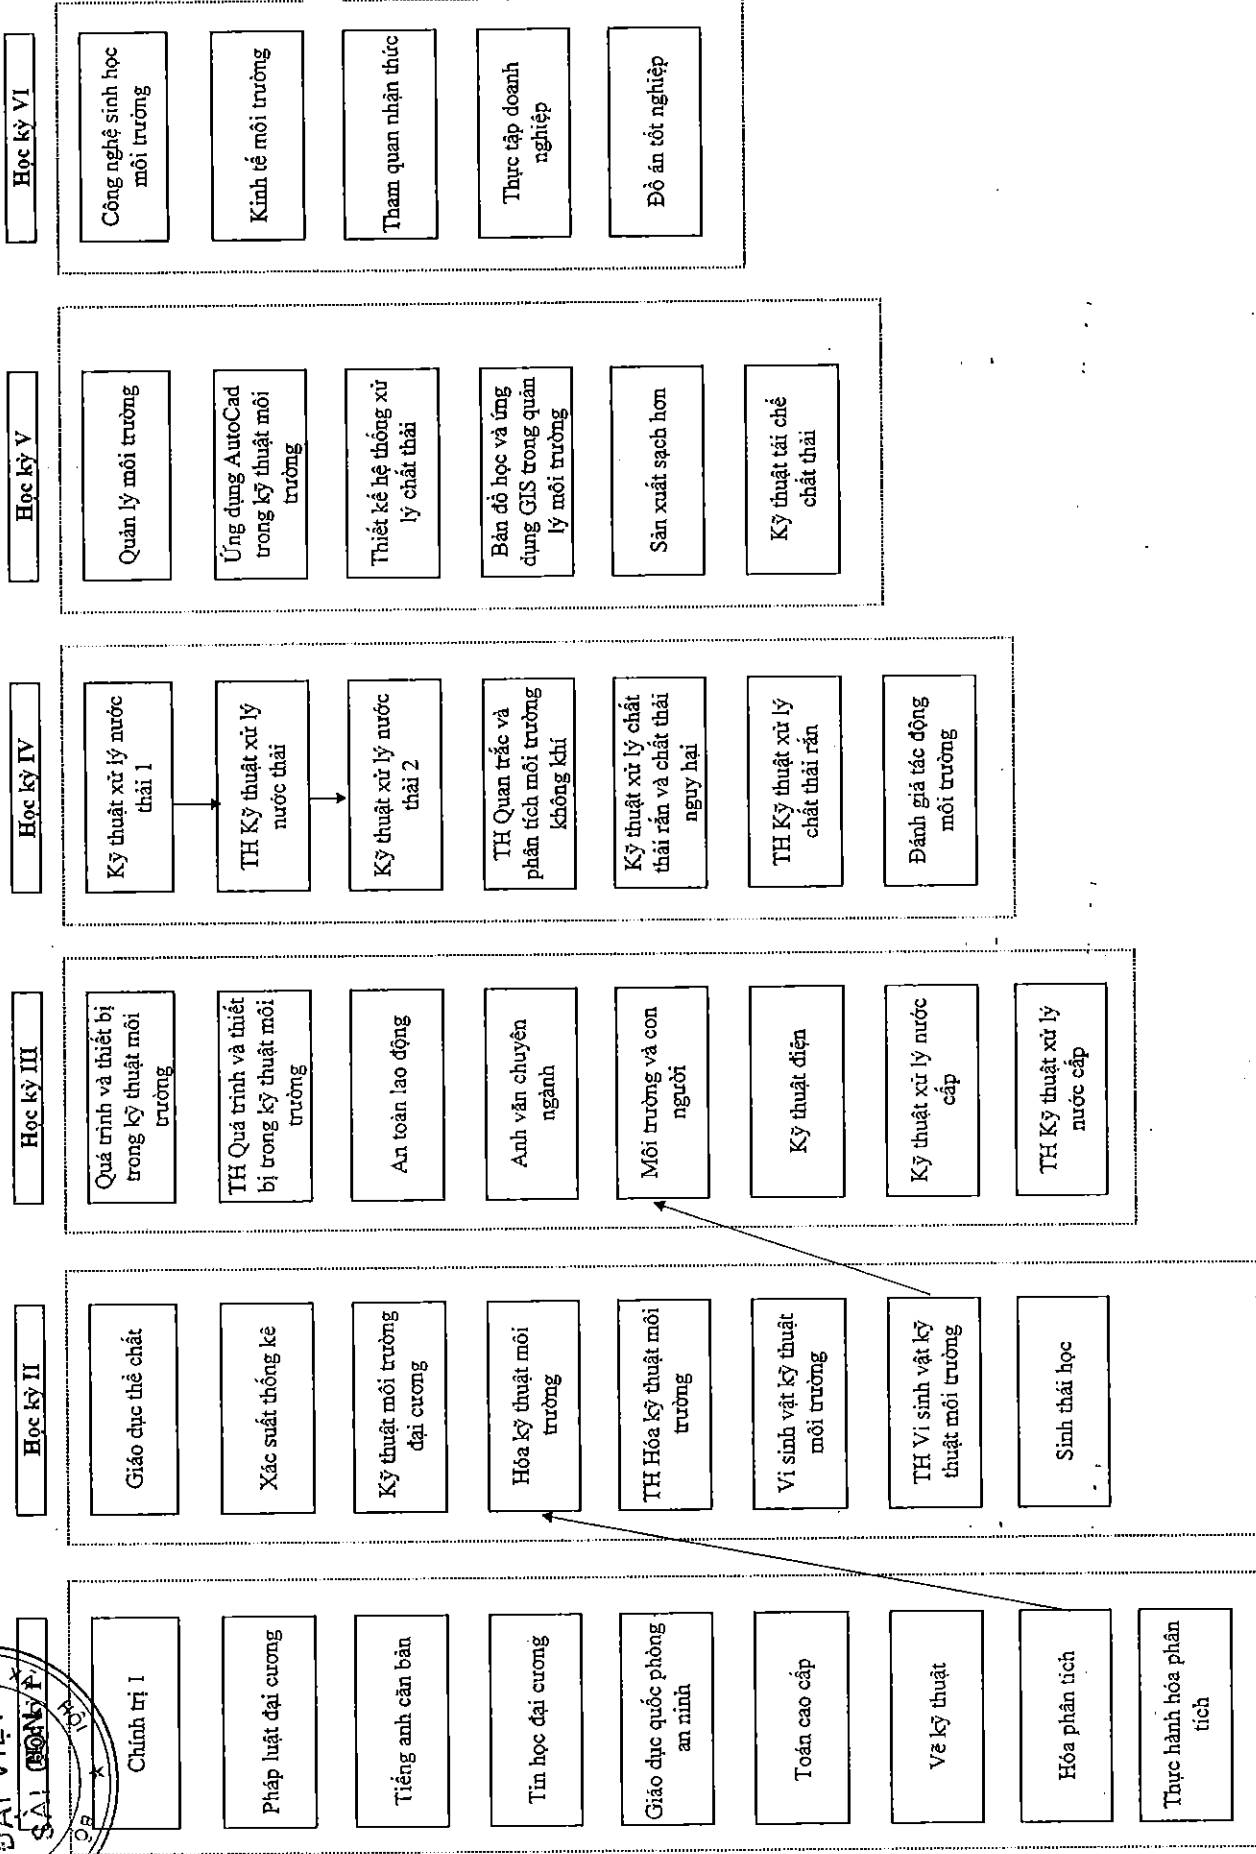 ĐẠI VIỆT
SÀI GÒN
Học kỳ I
Chính trị I
Pháp luật đại cương
Tiếng anh căn bản
Tin học đại cương
Giáo dục quốc phòng
an ninh
Toán cao cấp
Vẽ kỹ thuật
Hóa phân tích
Thực hành hóa phân
tích
Học kỳ II
Giáo dục thể chất
Xác suất thống kê
Kỹ thuật môi trường
đại cương
Hóa kỹ thuật môi
trường
TH Hóa kỹ thuật môi
trường
Vi sinh vật kỹ thuật
môi trường
TH Vi sinh vật kỹ
thuật môi trường
Sinh thái học
Học kỳ III
Quá trình và thiết bị
trong kỹ thuật môi
trường
TH Quá trình và thiết
bị trong kỹ thuật môi
trường
An toàn lao động
Anh văn chuyên
ngành
Môi trường và con
người
Kỹ thuật điện
Kỹ thuật xử lý nước
cấp
TH Kỹ thuật xử lý
nước cấp
Học kỳ IV
Kỹ thuật xử lý nước
thải 1
TH Kỹ thuật xử lý
nước thải
Kỹ thuật xử lý nước
thải 2
TH Quan trắc và
phân tích môi trường
không khí
Kỹ thuật xử lý chất
thải rắn và chất thải
nguy hại
TH Kỹ thuật xử lý
chất thải rắn
Đánh giá tác động
môi trường
Học kỳ V
Quản lý môi trường
Ứng dụng AutoCad
trong kỹ thuật môi
trường
Thiết kế hệ thống xử
lý chất thải
Bản đồ học và ứng
dụng GIS trong quản
lý môi trường
Sản xuất sạch hơn
Kỹ thuật tái chế
chất thải
Học kỳ VI
Công nghệ sinh học
môi trường
Kinh tế môi trường
Tham quan nhận thức
Thực tập doanh
nghiệp
Đồ án tốt nghiệp